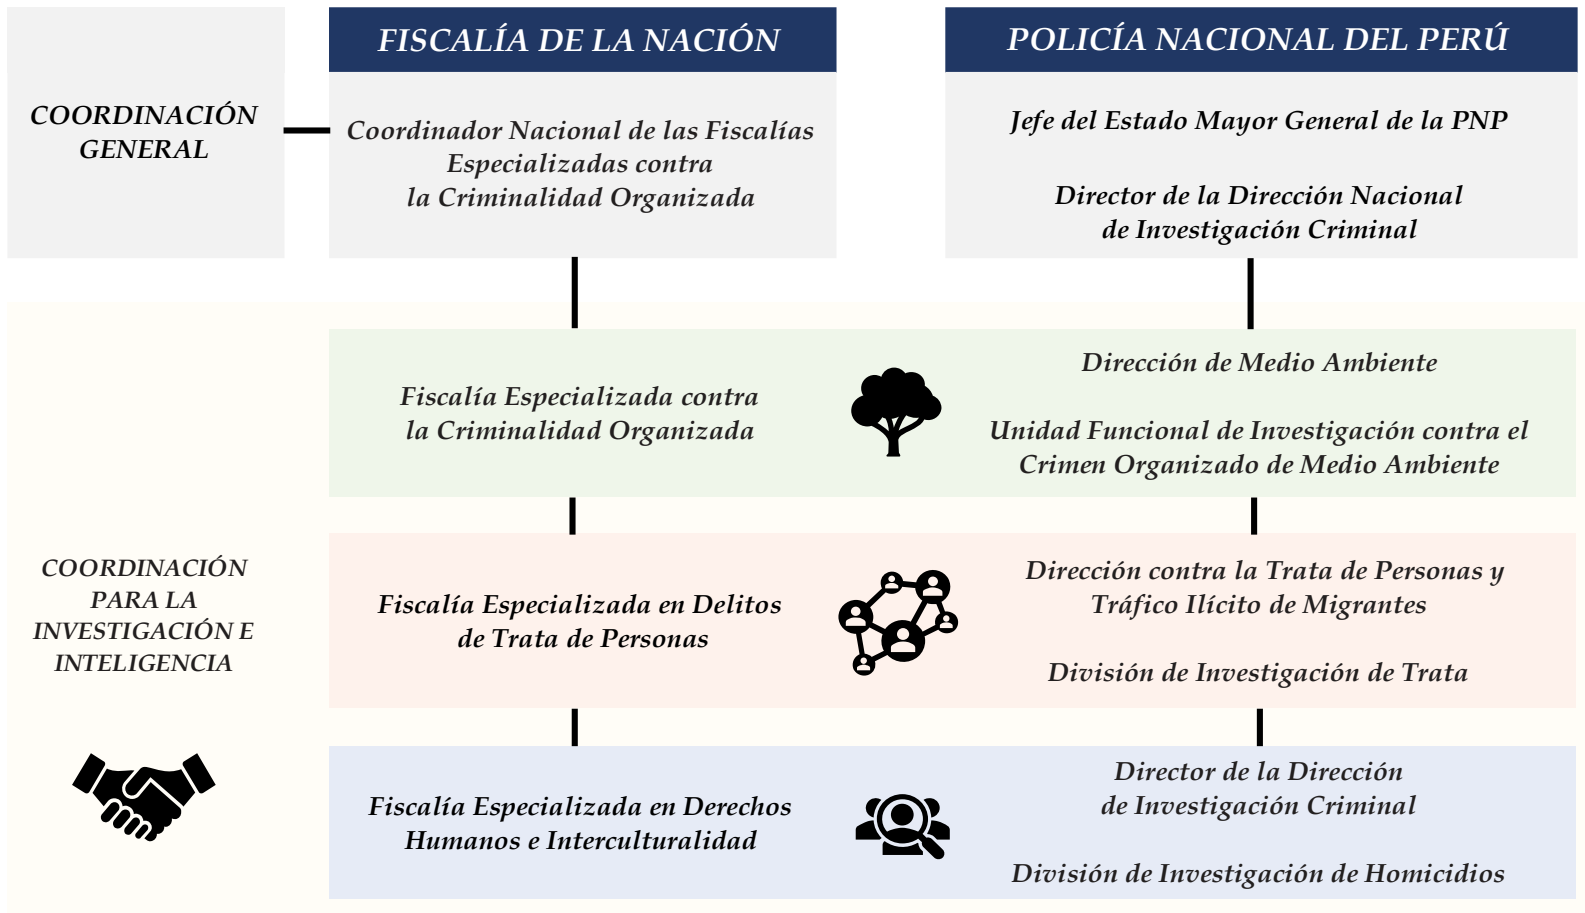 FISCALÍA DE LA NACIÓN
POLICÍA NACIONAL DEL PERÚ
COORDINACIÓN
GENERAL
Coordinador Nacional de las Fiscalías
Especializadas contra
la Criminalidad Organizada
Jefe del Estado Mayor General de la PNP
Director de la Dirección Nacional
de Investigación Criminal
COORDINACIÓN
PARA LA
INVESTIGACIÓN E
INTELIGENCIA
Fiscalía Especializada contra
la Criminalidad Organizada
Dirección de Medio Ambiente
Unidad Funcional de Investigación contra el
Crimen Organizado de Medio Ambiente
Fiscalía Especializada en Delitos
de Trata de Personas
Dirección contra la Trata de Personas y
Tráfico Ilícito de Migrantes
División de Investigación de Trata
Fiscalía Especializada en Derechos
Humanos e Interculturalidad
Director de la Dirección
de Investigación Criminal
División de Investigación de Homicidios